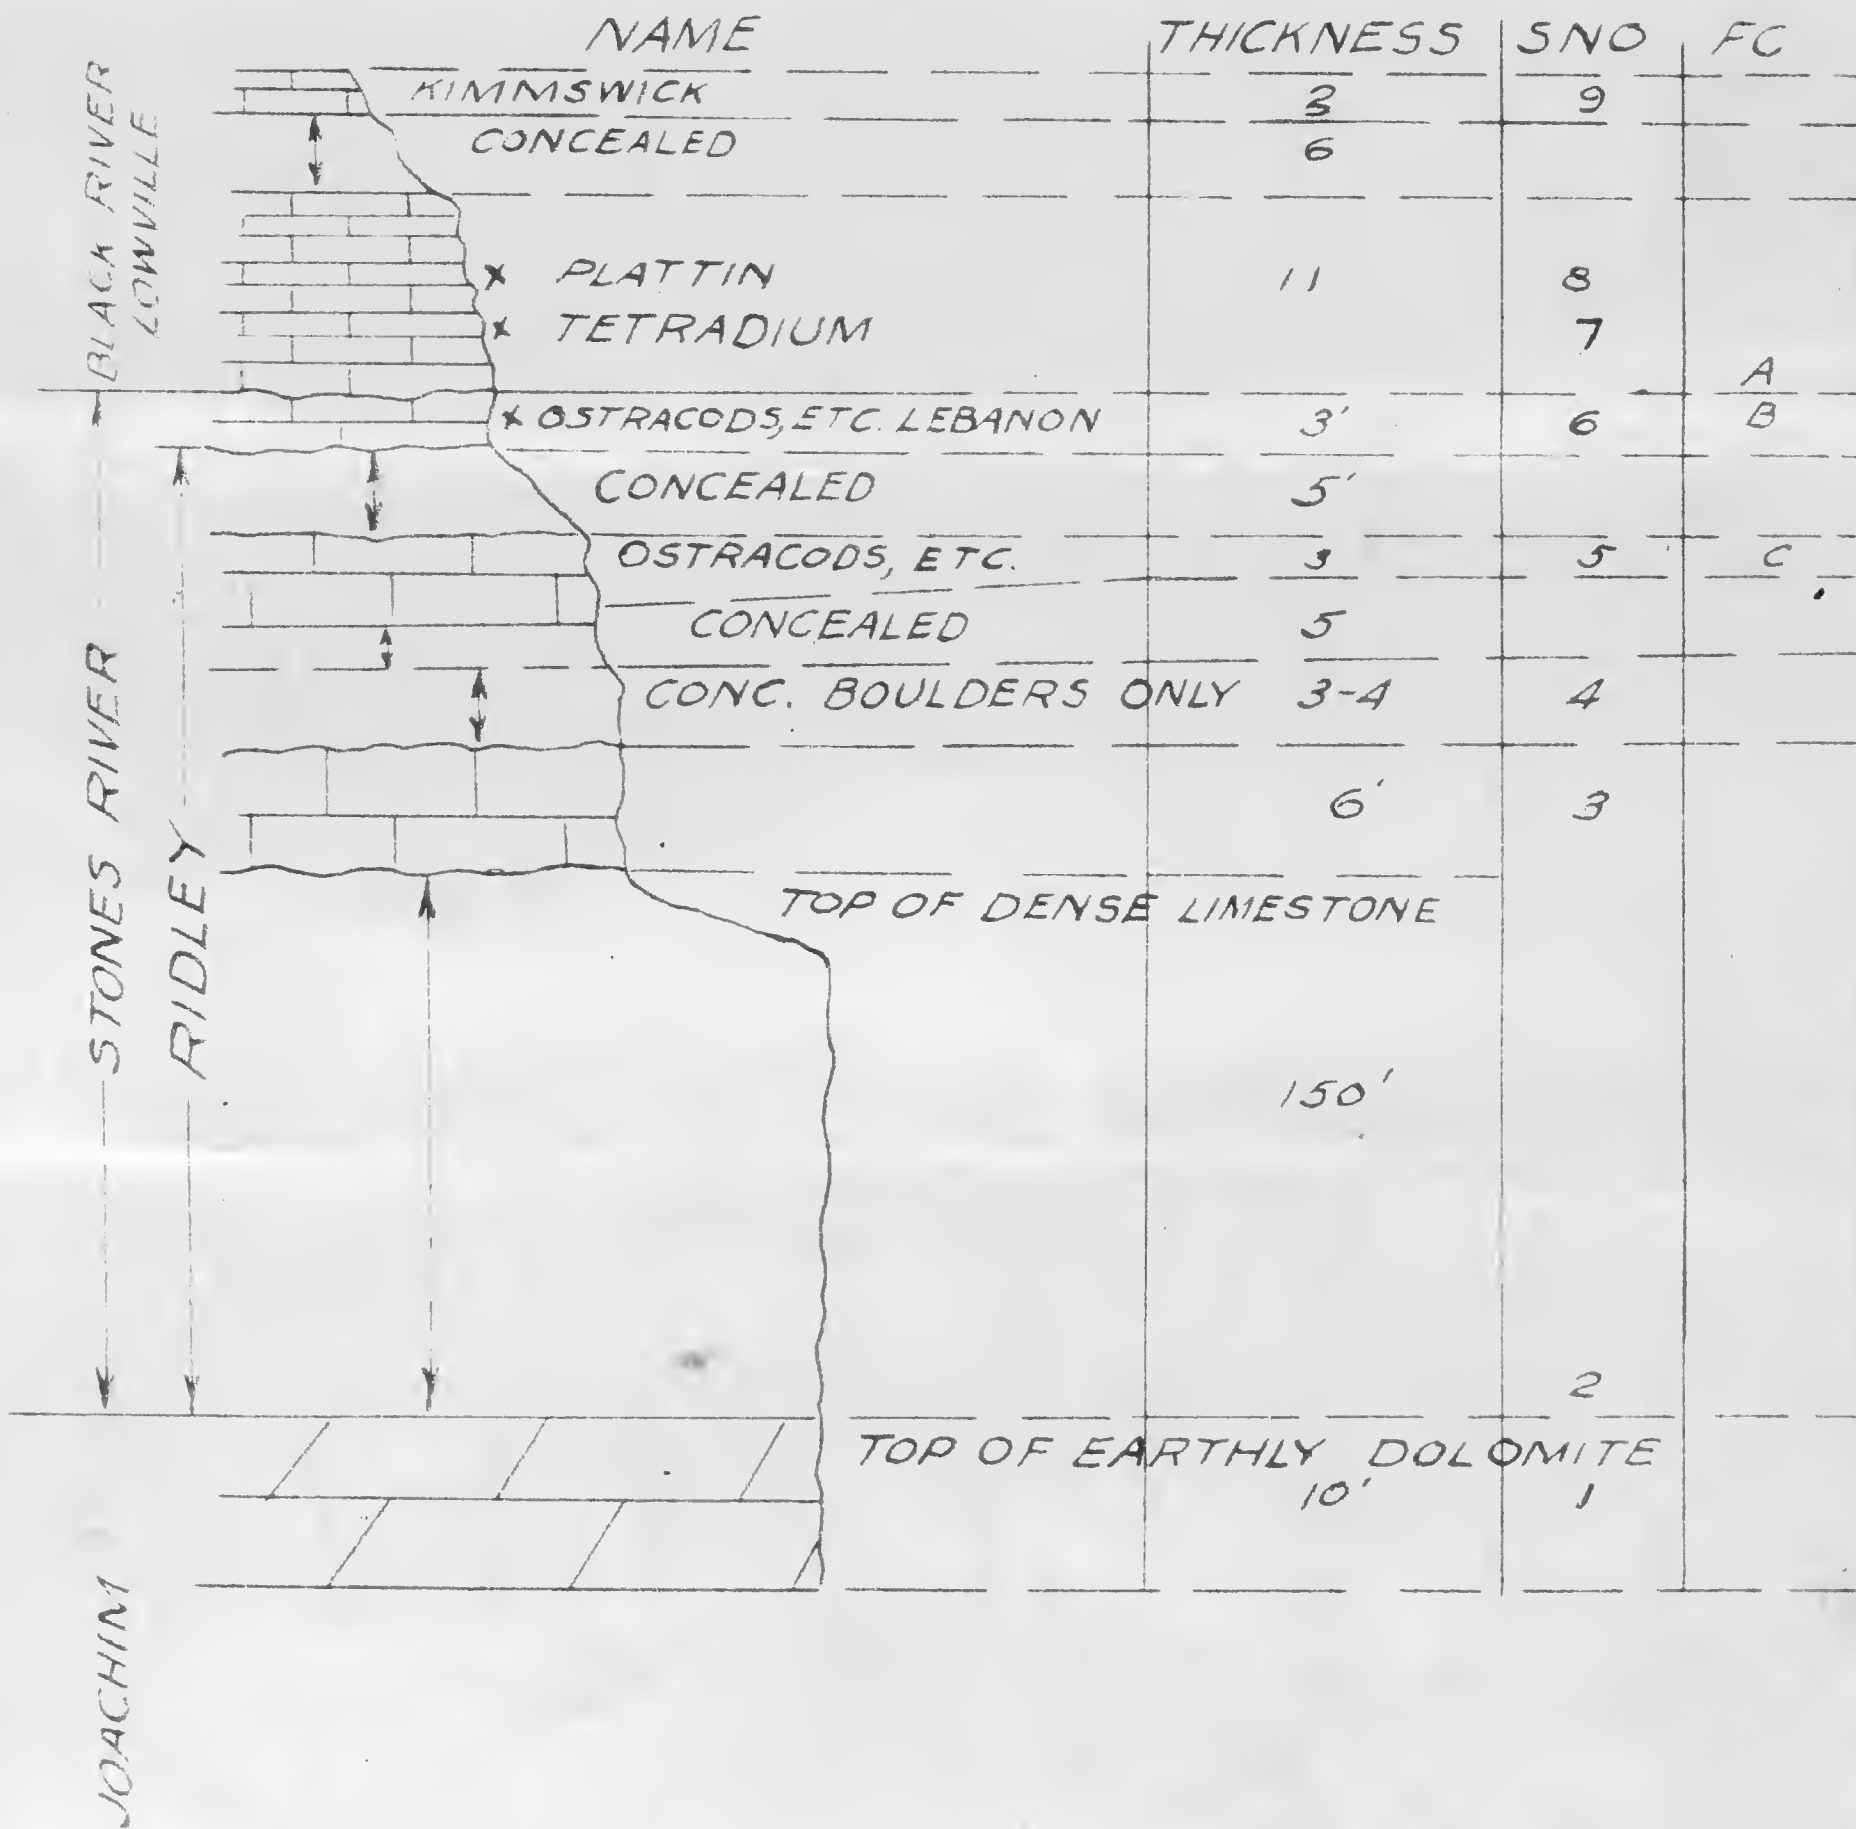 NAME THICKNESS SNO FC
KIMMSWICK 9
CONCEALED 6
BLACK RIVER
LOWVILLE
x PLATTIN 11 8
x TETRADIUM 7
A
x OSTRACODS, ETC. LEBANON 3' 6 B
CONCEALED 5'
OSTRACODS, ETC. 3 5 C
CONCEALED 5
CONC. BOULDERS ONLY 3-4 4
6' 3
STONES RIVER
RIDLEY
TOP OF DENSE LIMESTONE
150'
2
TOP OF EARTHLY DOLOMITE
10' 1
JOACHIM